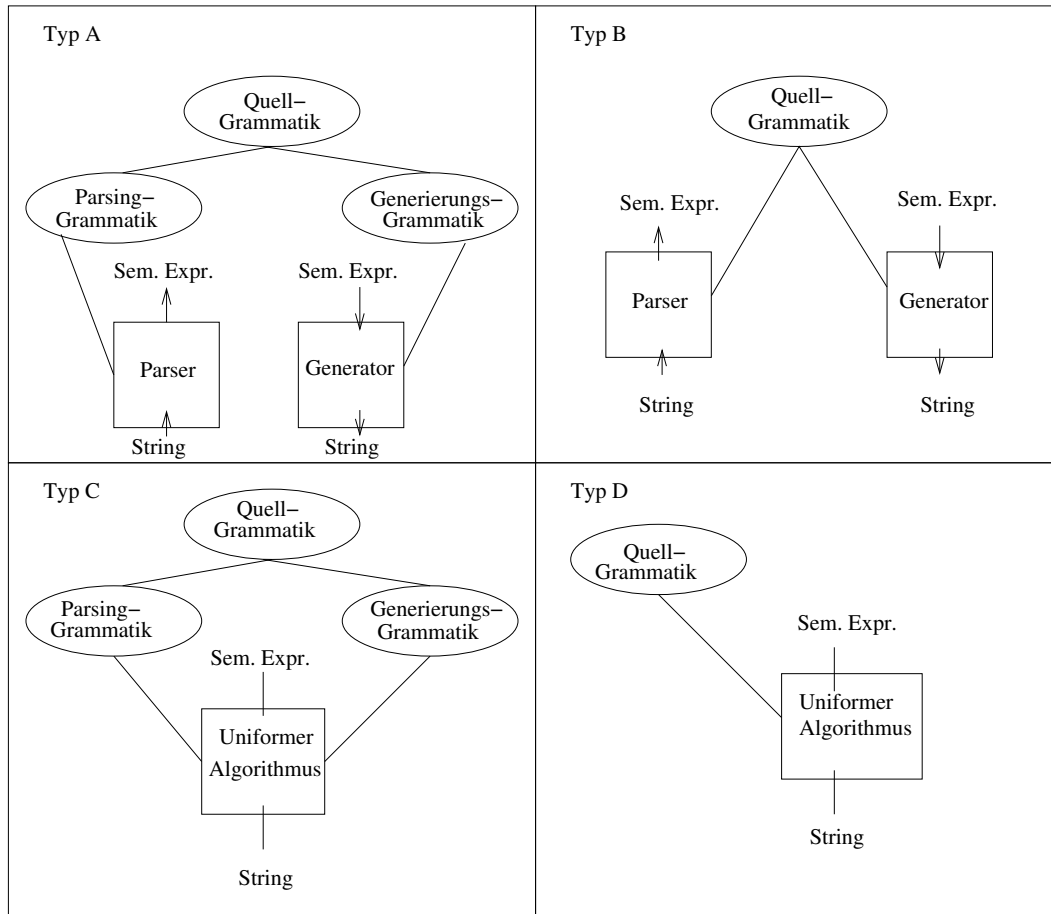 Typ A
Quell−
Grammatik
Parsing−
Grammatik
Generierungs−
Grammatik
Sem. Expr.
Sem. Expr.
Parser
Generator
String
String
Typ B
Quell−
Grammatik
Sem. Expr.
Sem. Expr.
Parser
Generator
String
String
Typ C
Quell−
Grammatik
Parsing−
Grammatik
Generierungs−
Grammatik
Sem. Expr.
Uniformer
Algorithmus
String
Typ D
Quell−
Grammatik
Sem. Expr.
Uniformer
Algorithmus
String